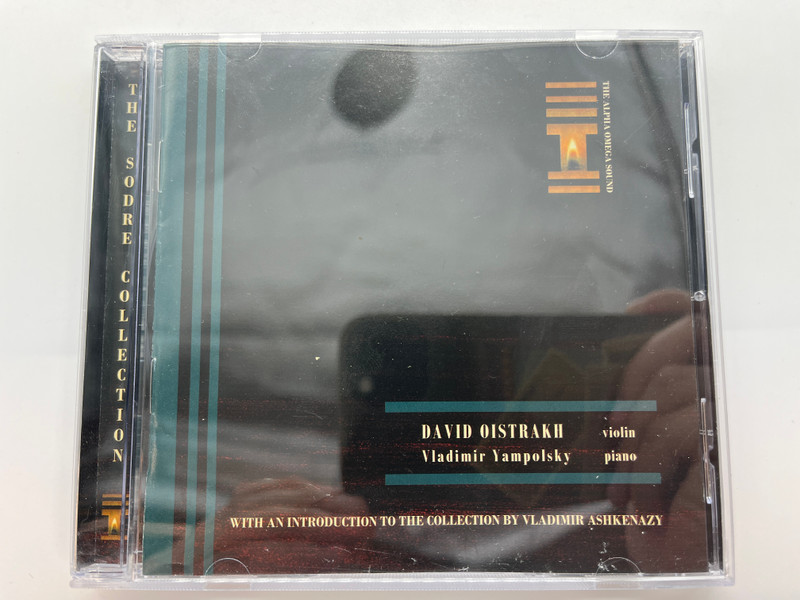 THE SODRE COLLECTION
THE ALPHA OMEGA SOUND
DAVID OISTRAKH violin
Vladimir Yampolsky piano
WITH AN INTRODUCTION TO THE COLLECTION BY VLADIMIR ASHKENAZY